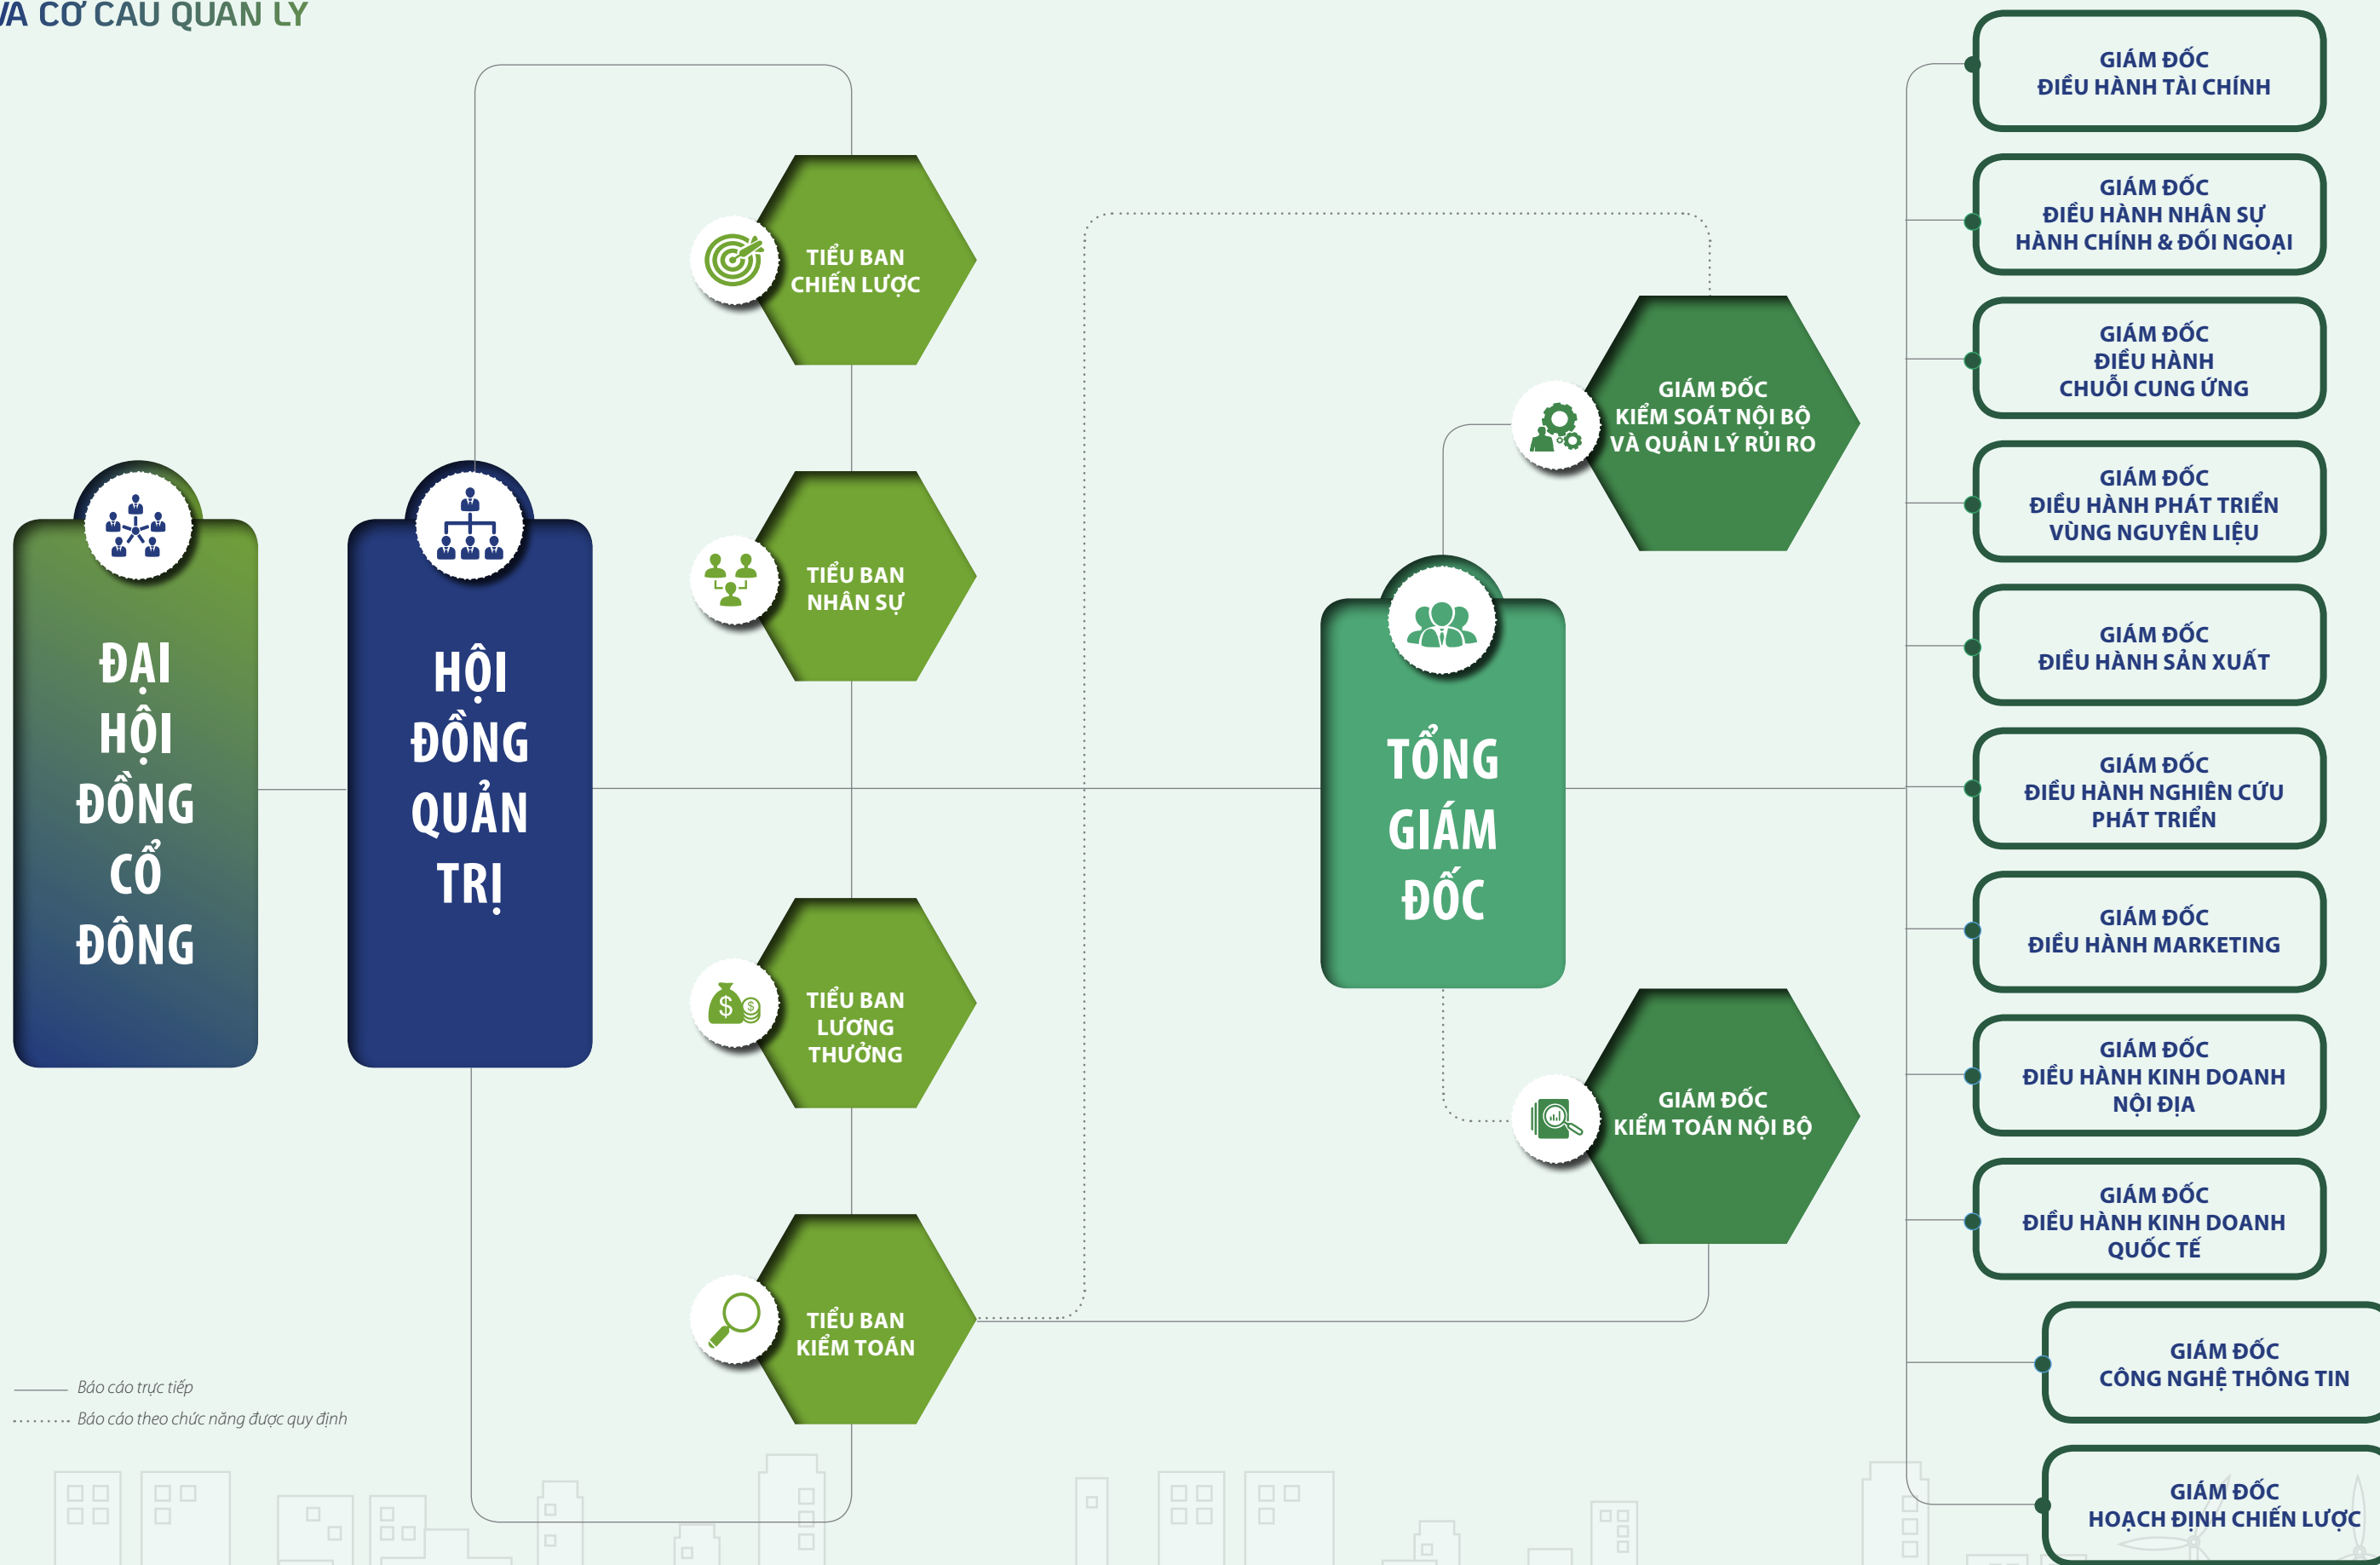 VÀ CƠ CẤU QUẢN LÝ
ĐẠI
HỘI
ĐỒNG
CỔ
ĐÔNG
HỘI
ĐỒNG
QUẢN
TRỊ
TIỂU BAN
CHIẾN LƯỢC
TIỂU BAN
NHÂN SỰ
TIỂU BAN
LƯƠNG
THƯỞNG
TIỂU BAN
KIỂM TOÁN
TỔNG
GIÁM
ĐỐC
GIÁM ĐỐC
KIỂM SOÁT NỘI BỘ
VÀ QUẢN LÝ RỦI RO
GIÁM ĐỐC
KIỂM TOÁN NỘI BỘ
GIÁM ĐỐC
ĐIỀU HÀNH TÀI CHÍNH
GIÁM ĐỐC
ĐIỀU HÀNH NHÂN SỰ
HÀNH CHÍNH & ĐỐI NGOẠI
GIÁM ĐỐC
ĐIỀU HÀNH
CHUỖI CUNG ỨNG
GIÁM ĐỐC
ĐIỀU HÀNH PHÁT TRIỂN
VÙNG NGUYÊN LIỆU
GIÁM ĐỐC
ĐIỀU HÀNH SẢN XUẤT
GIÁM ĐỐC
ĐIỀU HÀNH NGHIÊN CỨU
PHÁT TRIỂN
GIÁM ĐỐC
ĐIỀU HÀNH MARKETING
GIÁM ĐỐC
ĐIỀU HÀNH KINH DOANH
NỘI ĐỊA
GIÁM ĐỐC
ĐIỀU HÀNH KINH DOANH
QUỐC TẾ
GIÁM ĐỐC
CÔNG NGHỆ THÔNG TIN
GIÁM ĐỐC
HOẠCH ĐỊNH CHIẾN LƯỢC
Báo cáo trực tiếp
Báo cáo theo chức năng được quy định